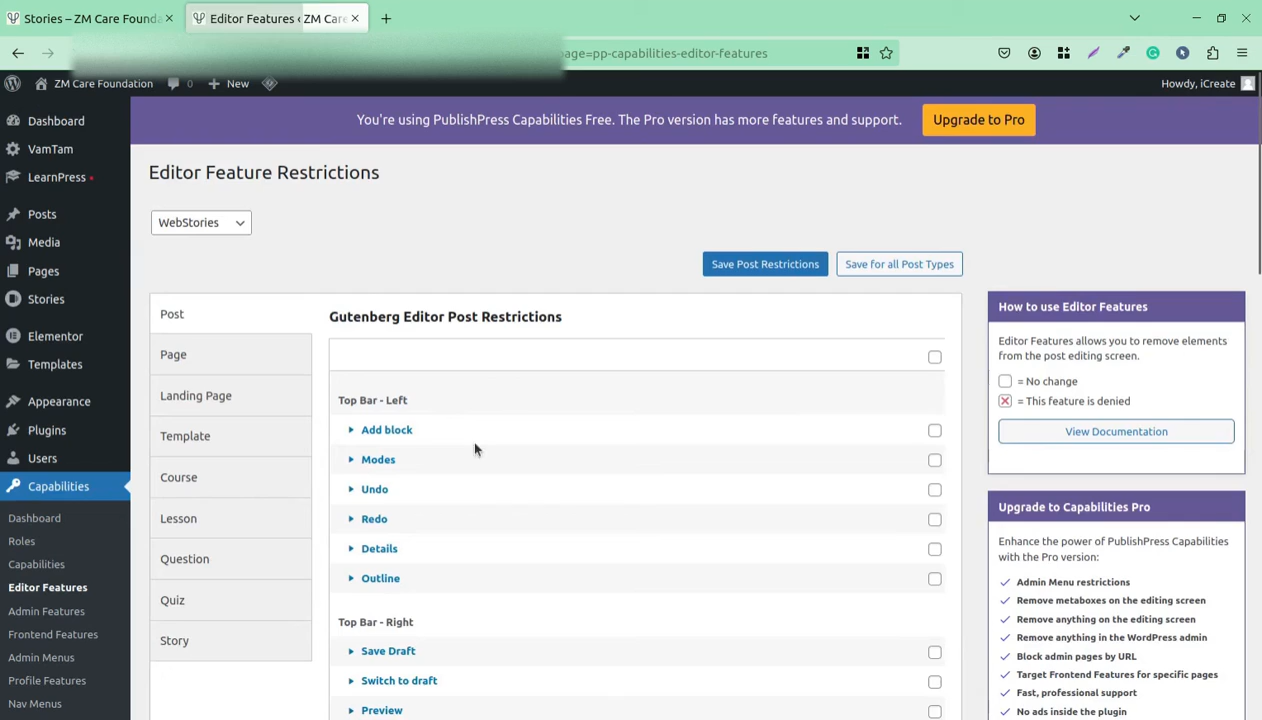 Stories – ZM Care Founda
Editor Features ‹ ZM Care
page=pp-capabilities-editor-features
ZM Care Foundation
0
New
Howdy, iCreate
Dashboard
VamTam
LearnPress
Posts
Media
Pages
Stories
Elementor
Templates
Appearance
Plugins
Users
Capabilities
Dashboard
Roles
Capabilities
Editor Features
Admin Features
Frontend Features
Admin Menus
Profile Features
Nav Menus
You're using PublishPress Capabilities Free. The Pro version has more features and support.
Upgrade to Pro
Editor Feature Restrictions
WebStories
Save Post Restrictions
Save for all Post Types
Post
Page
Landing Page
Template
Course
Lesson
Question
Quiz
Story
Gutenberg Editor Post Restrictions
Top Bar - Left
Add block
Modes
Undo
Redo
Details
Outline
Top Bar - Right
Save Draft
Switch to draft
Preview
How to use Editor Features
Editor Features allows you to remove elements
from the post editing screen.
= No change
= This feature is denied
View Documentation
Upgrade to Capabilities Pro
Enhance the power of PublishPress Capabilities
with the Pro version:
Admin Menu restrictions
Remove metaboxes on the editing screen
Remove anything on the editing screen
Remove anything in the WordPress admin
Block admin pages by URL
Target Frontend Features for specific pages
Fast, professional support
No ads inside the plugin